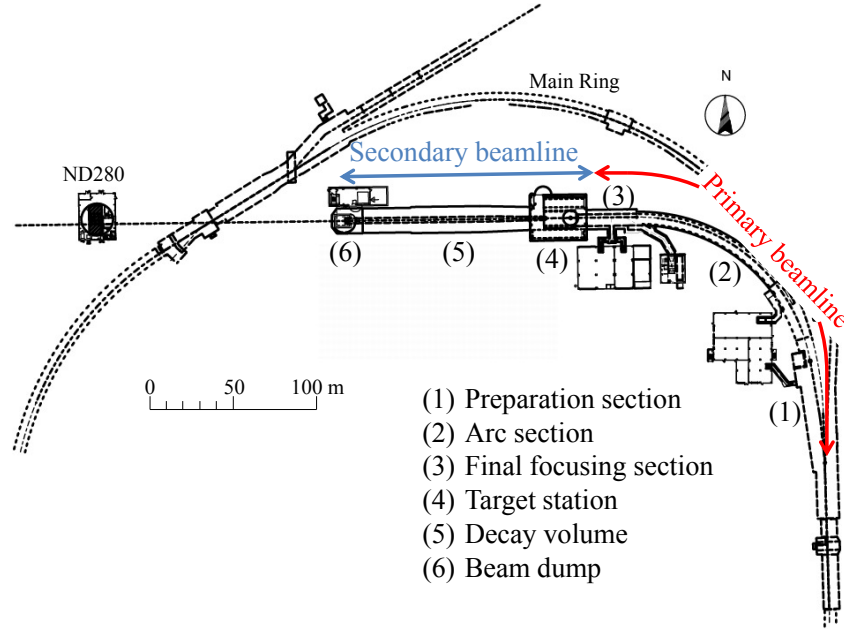 N
Main Ring
Secondary beamline
ND280
(3)
Primary beamline
(6)
(5)
(4)
(2)
0 50 100 m
(1)
(1) Preparation section
(2) Arc section
(3) Final focusing section
(4) Target station
(5) Decay volume
(6) Beam dump